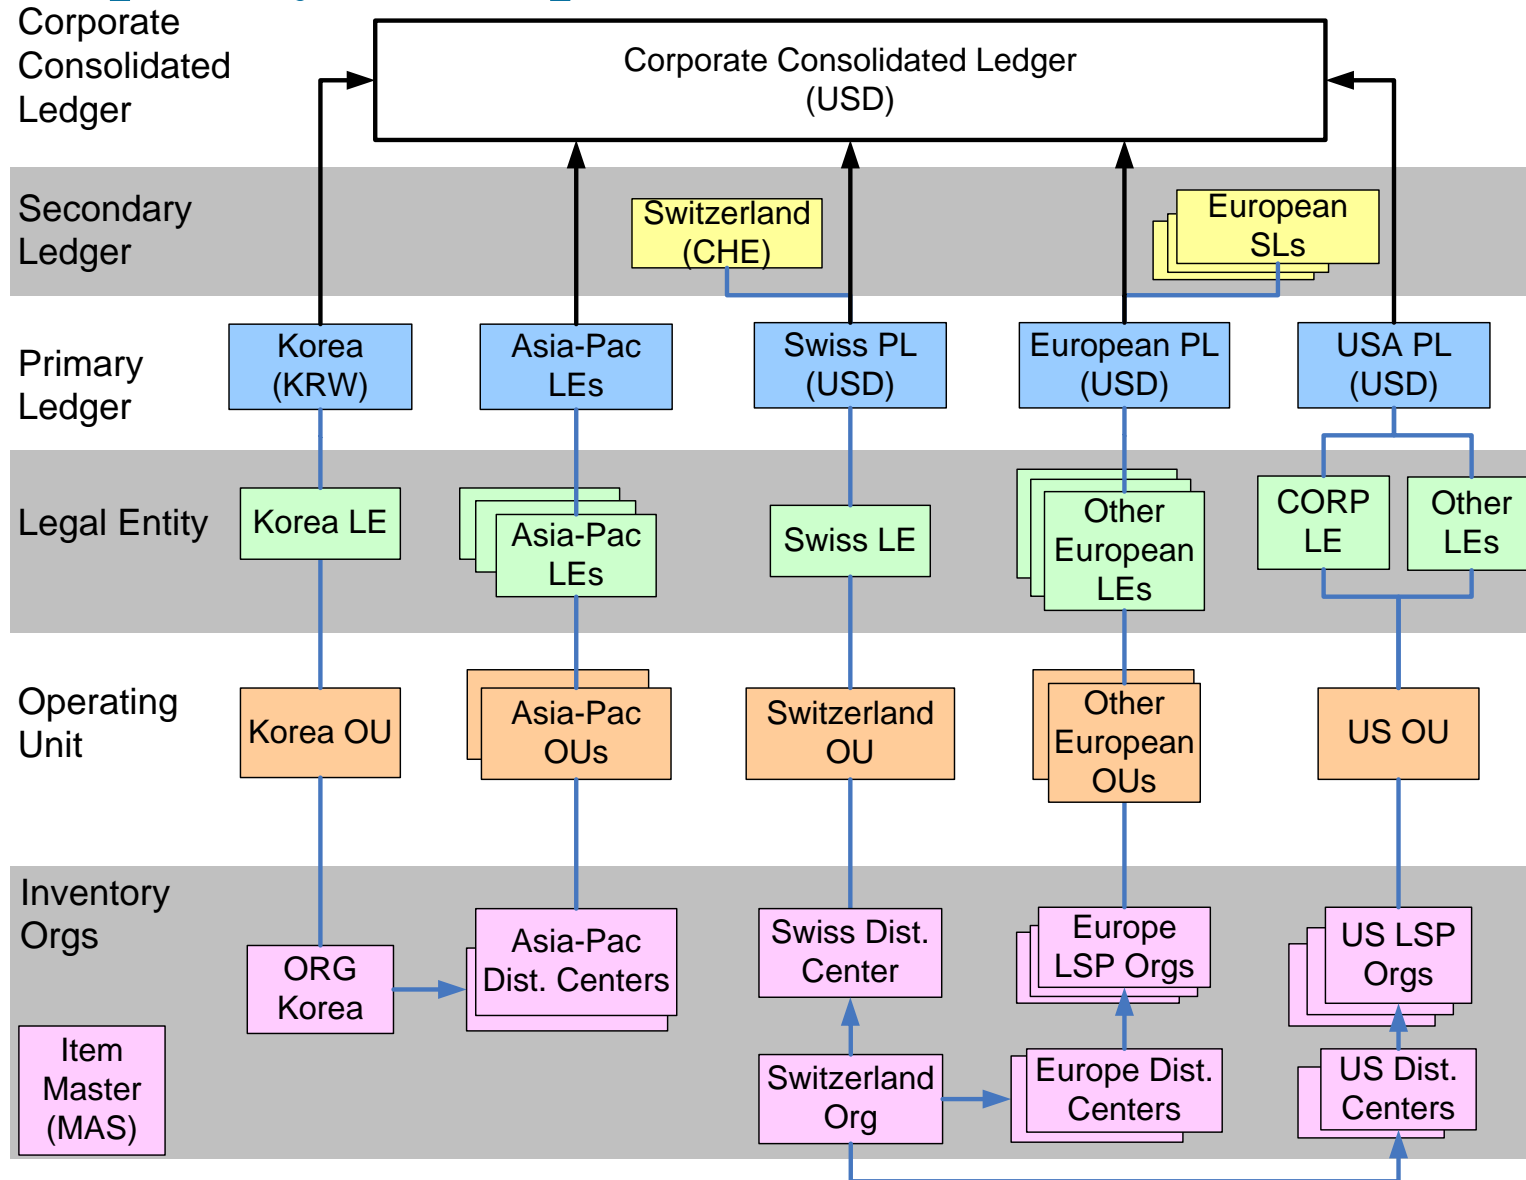 Corporate
Consolidated
Ledger
Corporate Consolidated Ledger
(USD)
Secondary
Ledger
Switzerland
(CHE)
European
SLs
Primary
Ledger
Korea
(KRW)
Asia-Pac
LEs
Swiss PL
(USD)
European PL
(USD)
USA PL
(USD)
Legal Entity
Korea LE
Asia-Pac
LEs
Swiss LE
Other
European
LEs
CORP
LE
Other
LEs
Operating
Unit
Korea OU
Asia-Pac
OUs
Switzerland
OU
Other
European
OUs
US OU
Inventory
Orgs
ORG
Korea
Asia-Pac
Dist. Centers
Swiss Dist.
Center
Europe
LSP Orgs
US LSP
Orgs
Item
Master
(MAS)
Switzerland
Org
Europe Dist.
Centers
US Dist.
Centers